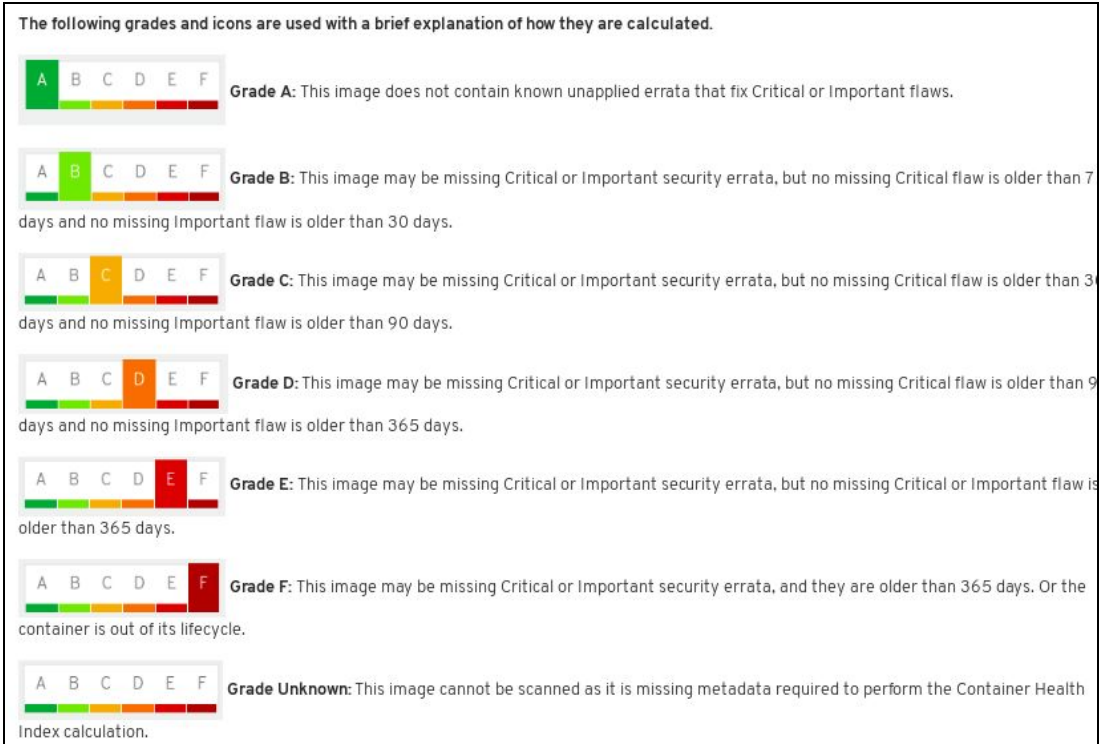 The following grades and icons are used with a brief explanation of how they are calculated.
A B C D E F Grade A: This image does not contain known unapplied errata that fix Critical or Important flaws.
A B C D E F Grade B: This image may be missing Critical or Important security errata, but no missing Critical flaw is older than 7
days and no missing Important flaw is older than 30 days.
A B C D E F Grade C: This image may be missing Critical or Important security errata, but no missing Critical flaw is older than
days and no missing Important flaw is older than 90 days.
A B C D E F Grade D: This image may be missing Critical or Important security errata, but no missing Critical flaw is older than
days and no missing Important flaw is older than 365 days.
A B C D E F Grade E: This image may be missing Critical or Important security errata, but no missing Critical or Important flaw is
older than 365 days.
A B C D E F Grade F: This image may be missing Critical or Important security errata, and they are older than 365 days. Or the
container is out of its lifecycle.
A B C D E F Grade Unknown: This image cannot be scanned as it is missing metadata required to perform the Container Health
Index calculation.